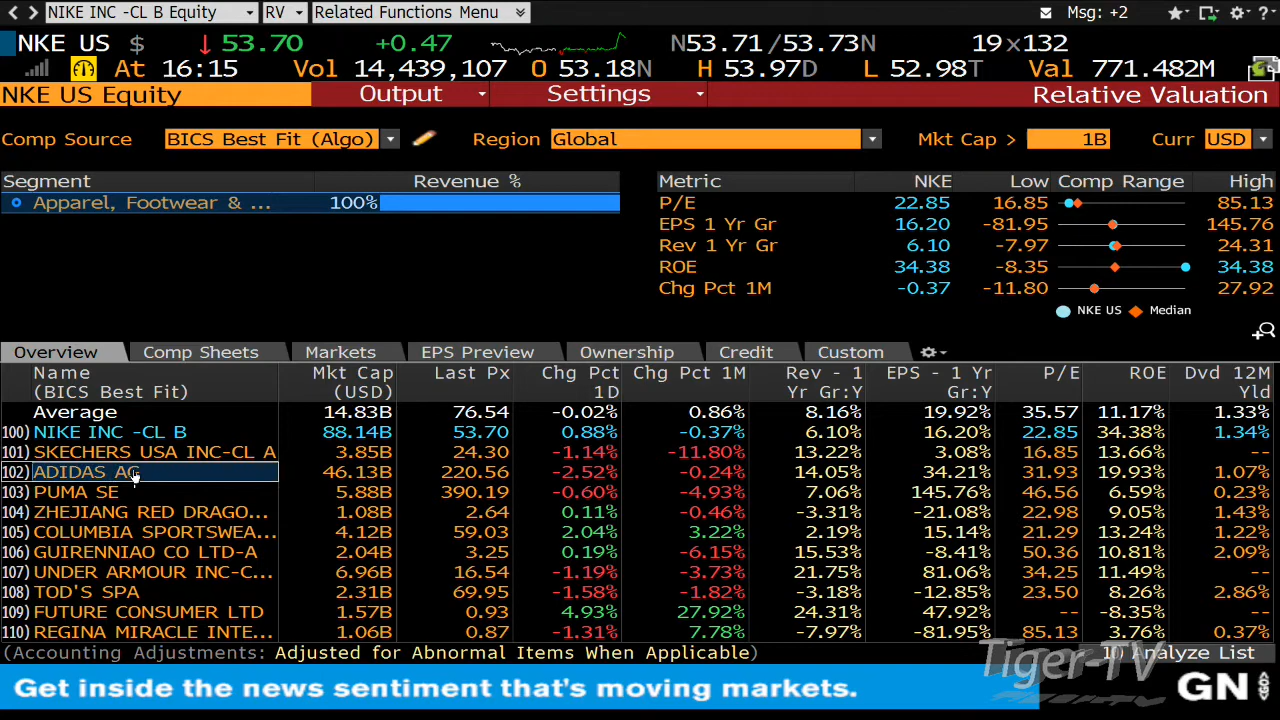 NIKE INC -CL B Equity RV Related Functions Menu Msg: +2
NKE US $ ↓ 53.70 +0.47 N53.71/53.73N 19x132
At 16:15 Vol 14,439,107 O 53.18N H 53.97D L 52.98T Val 771.482M
NKE US Equity Output Settings Relative Valuation
Comp Source BICS Best Fit (Algo) Region Global Mkt Cap > 1B Curr USD
Segment Revenue % Metric NKE Low Comp Range High
Apparel, Footwear & ... 100% P/E 22.85 16.85 85.13
EPS 1 Yr Gr 16.20 -81.95 145.76
Rev 1 Yr Gr 6.10 -7.97 24.31
ROE 34.38 -8.35 34.38
Chg Pct 1M -0.37 -11.80 27.92
NKE US Median
Overview Comp Sheets Markets EPS Preview Ownership Credit Custom
Name Mkt Cap Last Px Chg Pct Chg Pct 1M Rev - 1 EPS - 1 Yr P/E ROE Dvd 12M
(BICS Best Fit) (USD) 1D Yr Gr:Y Gr:Y Yld
Average 14.83B 76.54 -0.02% 0.86% 8.16% 19.92% 35.57 11.17% 1.33%
100) NIKE INC -CL B 88.14B 53.70 0.88% -0.37% 6.10% 16.20% 22.85 34.38% 1.34%
101) SKECHERS USA INC-CL A 3.85B 24.30 -1.14% -11.80% 13.22% 3.08% 16.85 13.66% --
102) ADIDAS AG 46.13B 220.56 -2.52% -0.24% 14.05% 34.21% 31.93 19.93% 1.07%
103) PUMA SE 5.88B 390.19 -0.60% -4.93% 7.06% 145.76% 46.56 6.59% 0.23%
104) ZHEJIANG RED DRAGO... 1.08B 2.64 0.11% -0.46% -3.31% -21.08% 22.98 9.05% 1.43%
105) COLUMBIA SPORTSWEA... 4.12B 59.03 2.04% 3.22% 2.19% 15.14% 21.29 13.24% 1.22%
106) GUIRENNIAO CO LTD-A 2.04B 3.25 0.19% -6.15% 15.53% -8.41% 50.36 10.81% 2.09%
107) UNDER ARMOUR INC-C... 6.96B 16.54 -1.19% -3.73% 21.75% 81.06% 34.25 11.49% --
108) TOD'S SPA 2.31B 69.95 -1.58% -1.82% -3.18% -12.85% 23.50 8.26% 2.86%
109) FUTURE CONSUMER LTD 1.57B 0.93 4.93% 27.92% 24.31% 47.92% -- -8.35% --
110) REGINA MIRACLE INTE... 1.06B 0.87 -1.31% 7.78% -7.97% -81.95% 85.13 3.76% 0.37%
(Accounting Adjustments: Adjusted for Abnormal Items When Applicable) 10) Analyze List
Tiger-TV
Get inside the news sentiment that's moving markets. GN <GO>